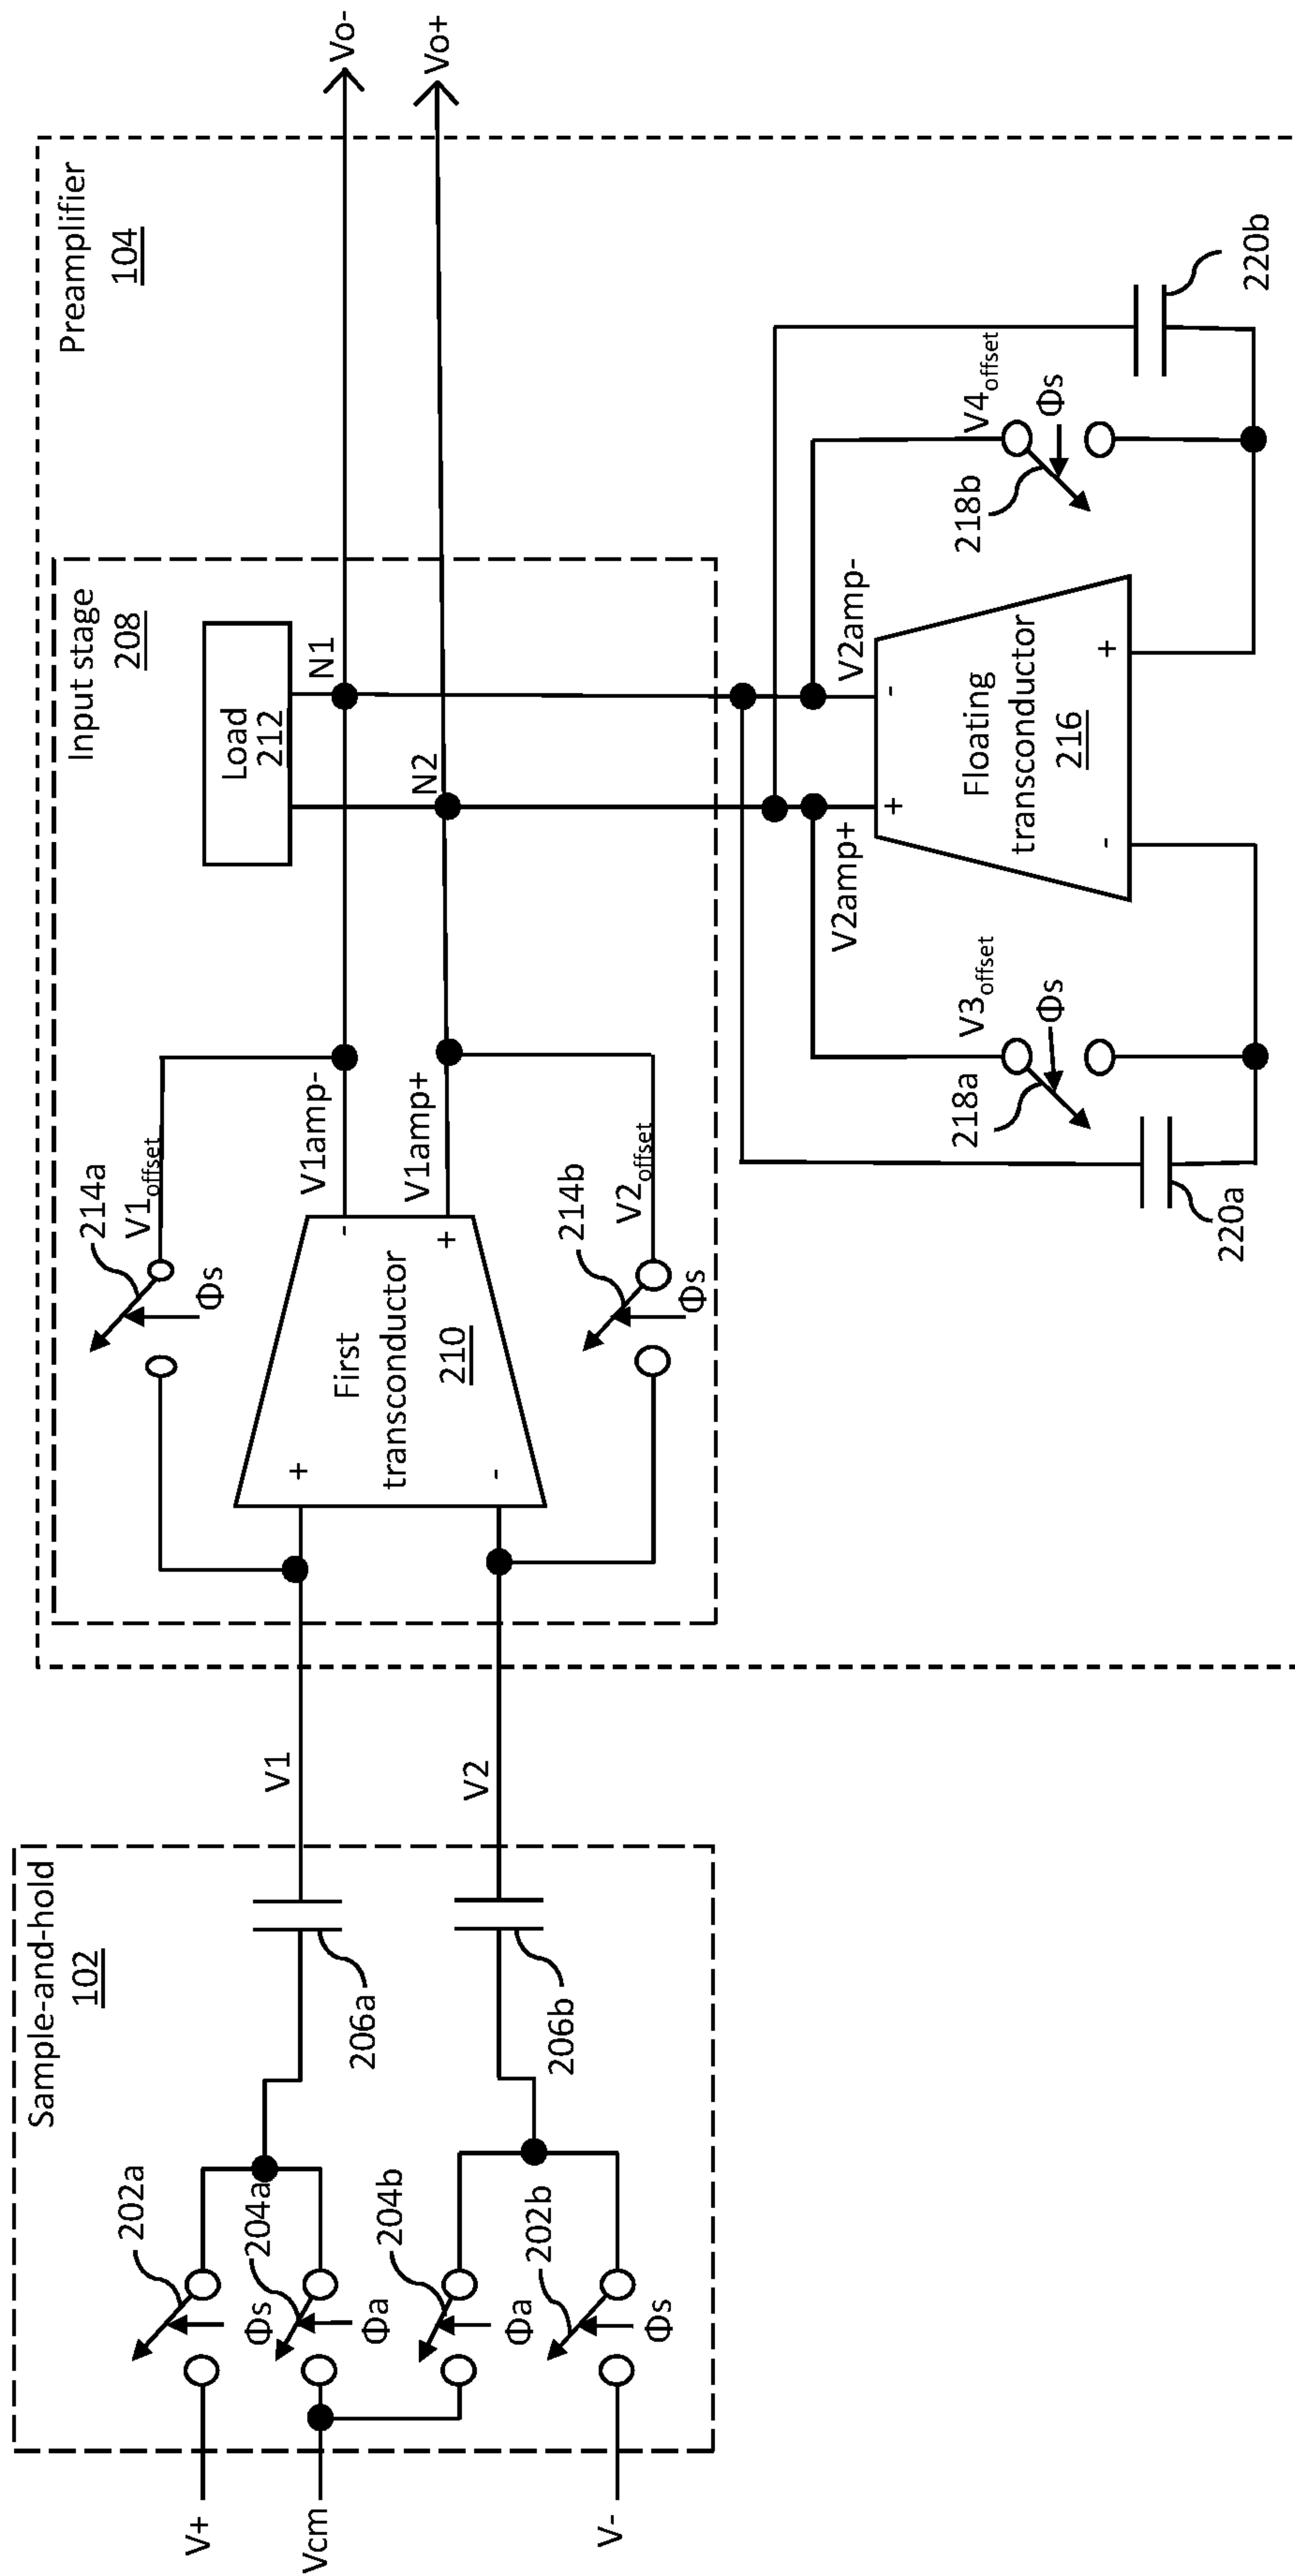 Sample-and-hold
102
V+
Vcm
V-
202a
Φs
204a
Φa
204b
Φa
202b
Φs
206a
206b
V1
V2
Preamplifier
104
Input stage
208
214a
V1offset
Φs
First
transconductor
210
+
-
-
+
V1amp-
V1amp+
214b
V2offset
Φs
Load
212
N1
N2
Vo-
Vo+
V2amp+
V2amp-
+
-
Floating
transconductor
216
-
+
218a
V3offset
Φs
220a
218b
V4offset
Φs
220b